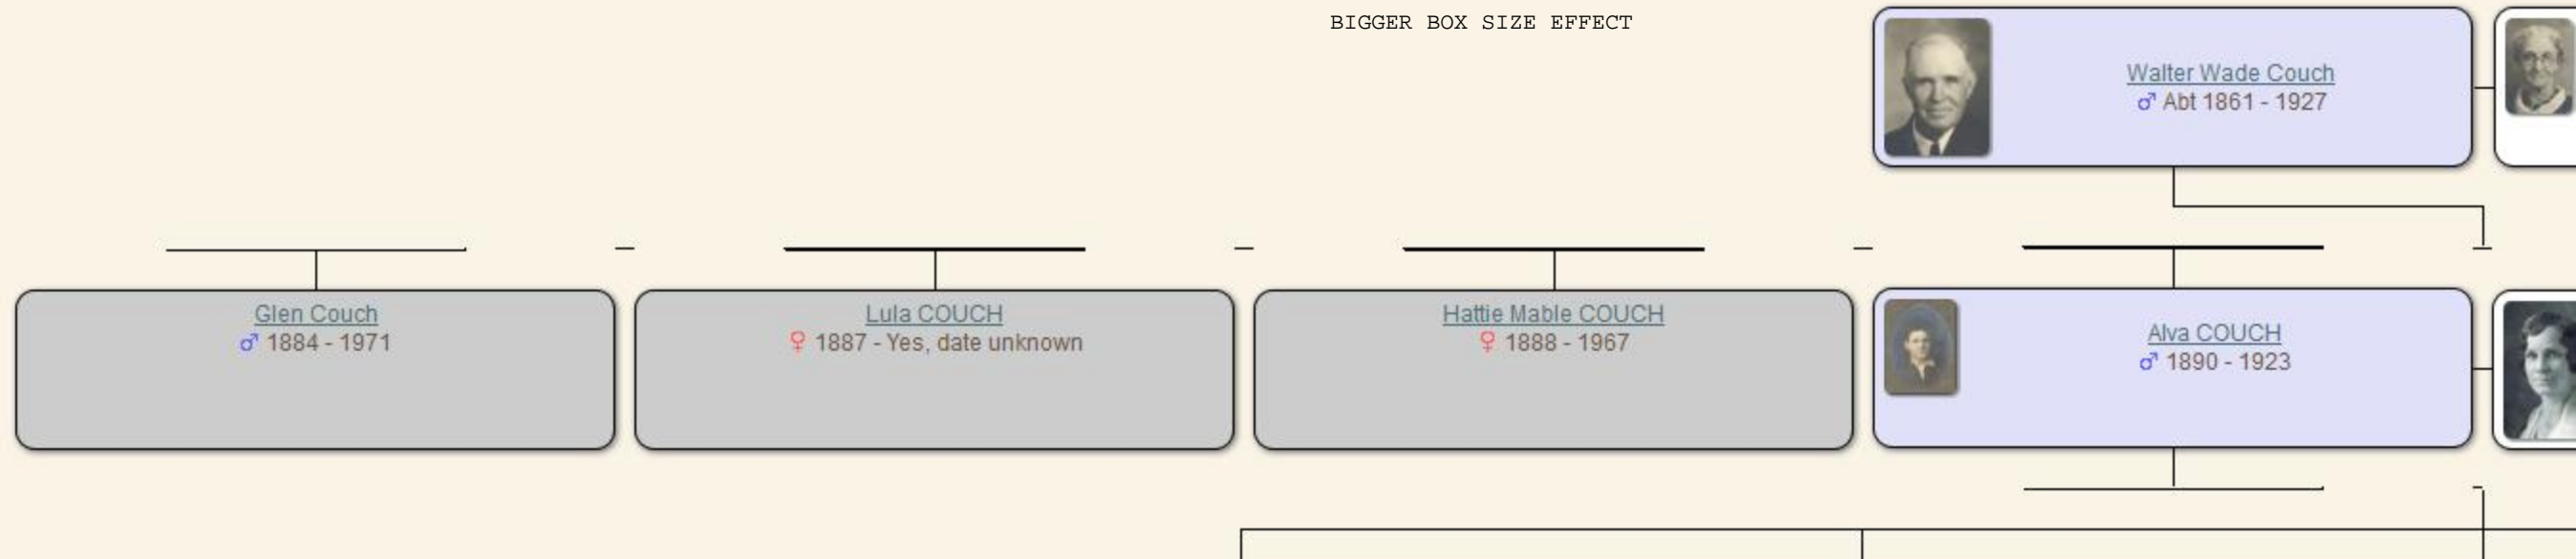 BIGGER BOX SIZE EFFECT
Walter Wade Couch
♂ Abt 1861 - 1927
Glen Couch
♂ 1884 - 1971
Lula COUCH
♀ 1887 - Yes, date unknown
Hattie Mable COUCH
♀ 1888 - 1967
Alva COUCH
♂ 1890 - 1923